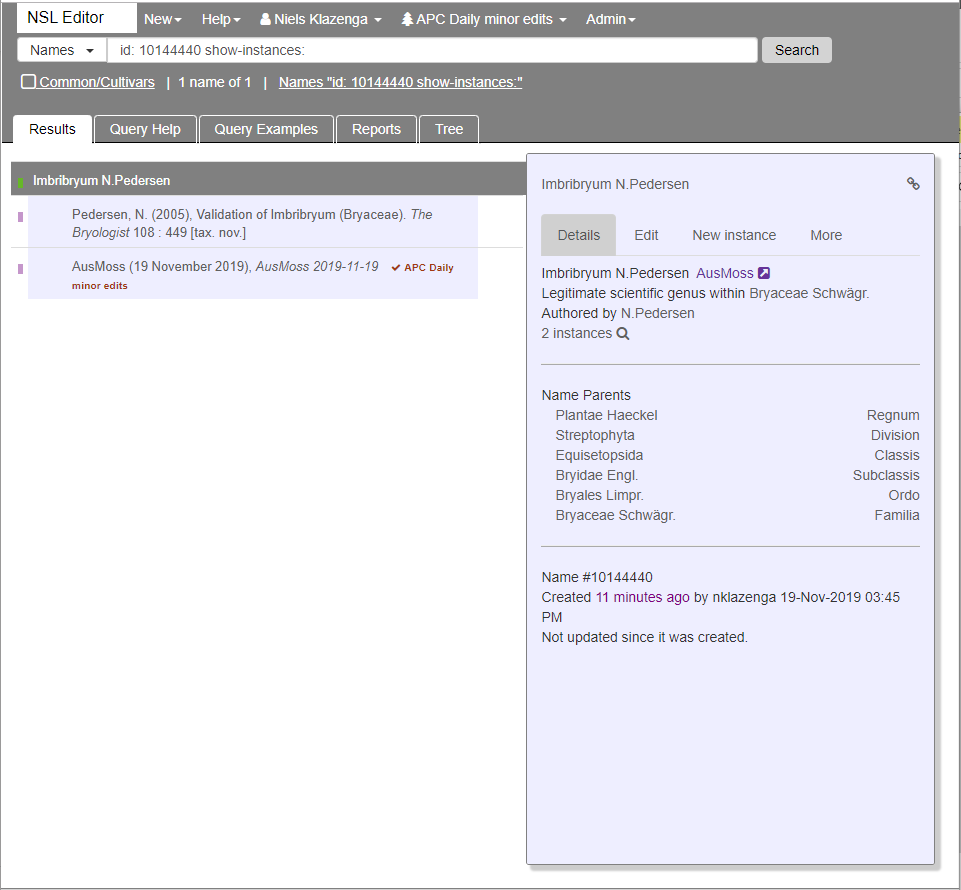 NSL Editor New Help Niels Klazenga APC Daily minor edits Admin
Names id: 10144440 show-instances: Search
Common/Cultivars | 1 name of 1 | Names "id: 10144440 show-instances:"
Results Query Help Query Examples Reports Tree
Imbribryum N.Pedersen
Pedersen, N. (2005), Validation of Imbribryum (Bryaceae). The
Bryologist 108 : 449 [tax. nov.]
AusMoss (19 November 2019), AusMoss 2019-11-19 APC Daily
minor edits
Imbribryum N.Pedersen
Details Edit New instance More
Imbribryum N.Pedersen AusMoss
Legitimate scientific genus within Bryaceae Schwägr.
Authored by N.Pedersen
2 instances
Name Parents
Plantae Haeckel Regnum
Streptophyta Division
Equisetopsida Classis
Bryidae Engl. Subclassis
Bryales Limpr. Ordo
Bryaceae Schwägr. Familia
Name #10144440
Created 11 minutes ago by nklazenga 19-Nov-2019 03:45
PM
Not updated since it was created.